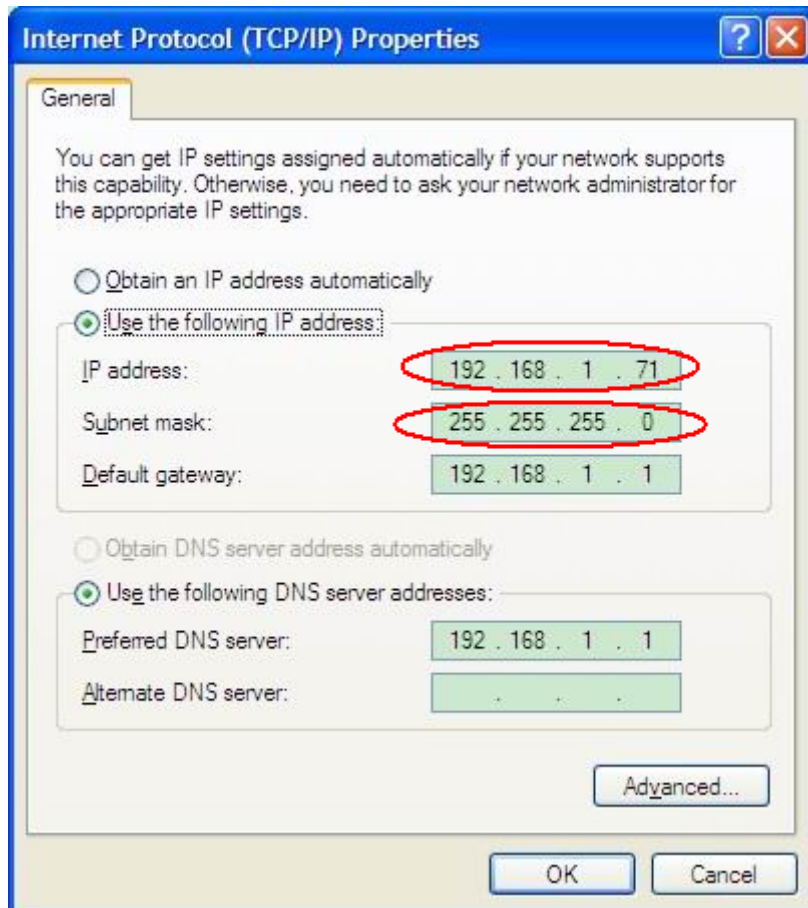 Internet Protocol (TCP/IP) Properties
General
You can get IP settings assigned automatically if your network supports
this capability. Otherwise, you need to ask your network administrator for
the appropriate IP settings.
Obtain an IP address automatically
Use the following IP address:
IP address: 192 . 168 . 1 . 71
Subnet mask: 255 . 255 . 255 . 0
Default gateway: 192 . 168 . 1 . 1
Obtain DNS server address automatically
Use the following DNS server addresses:
Preferred DNS server: 192 . 168 . 1 . 1
Alternate DNS server: . . .
Advanced...
OK Cancel